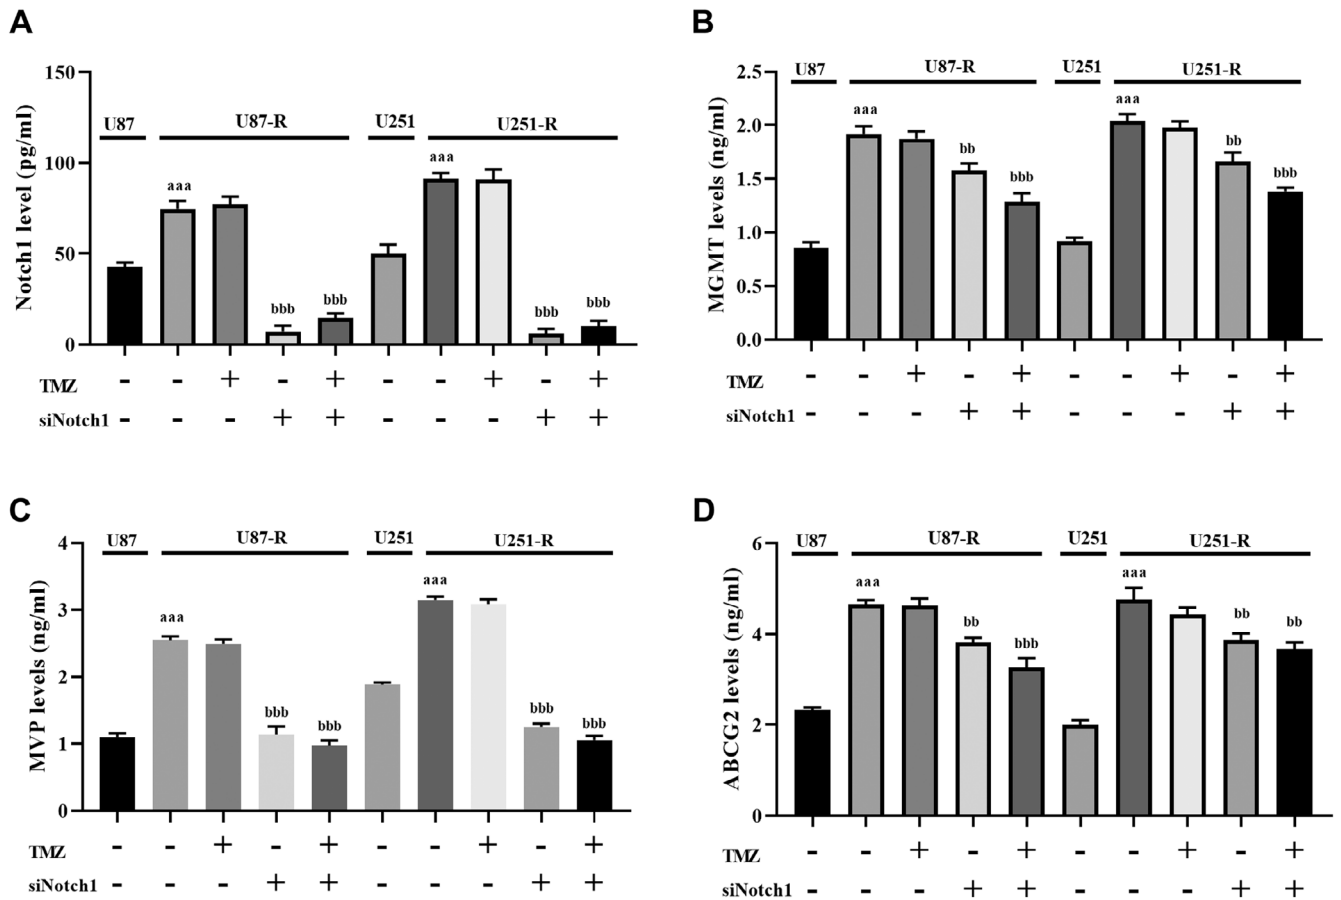 A
Notch1 level (pg/ml)
150
100
50
0
U87
U87-R
U251
U251-R
aaa
bbb
bbb
aaa
bbb
bbb
TMZ - - + - + - - + - +
siNotch1 - - - + + - - - + +
B
MGMT levels (ng/ml)
2.5
2.0
1.5
1.0
0.5
0.0
U87
U87-R
U251
U251-R
aaa
bb
bbb
aaa
bb
bbb
TMZ - - + - + - - + - +
siNotch1 - - - + + - - - + +
C
MVP levels (ng/ml)
4
3
2
1
0
U87
U87-R
U251
U251-R
aaa
bbb
bbb
aaa
bbb
bbb
TMZ - - + - + - - + - +
siNotch1 - - - + + - - - + +
D
ABCG2 levels (ng/ml)
6
4
2
0
U87
U87-R
U251
U251-R
aaa
bb
bbb
aaa
bb
bb
TMZ - - + - + - - + - +
siNotch1 - - - + + - - - + +